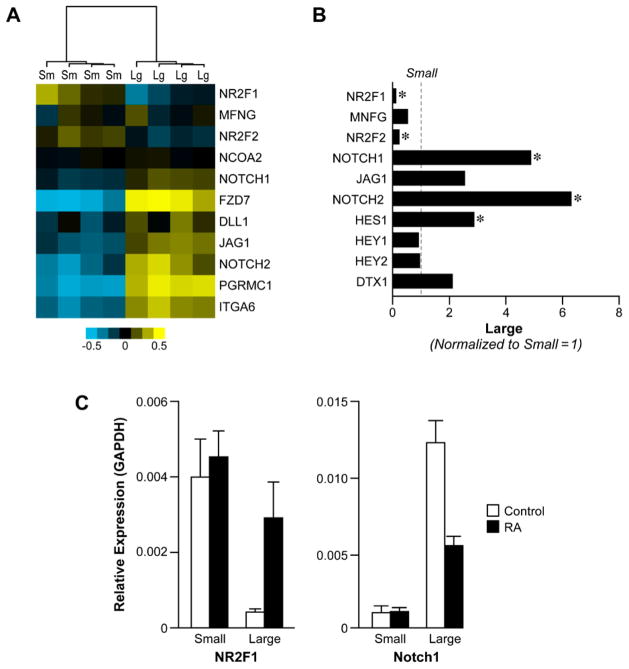 A
Sm Sm Sm Sm Lg Lg Lg Lg
NR2F1
MFNG
NR2F2
NCOA2
NOTCH1
FZD7
DLL1
JAG1
NOTCH2
PGRMC1
ITGA6
-0.5 0 0.5
B
Small
NR2F1 *
MNFG
NR2F2 *
NOTCH1 *
JAG1
NOTCH2 *
HES1 *
HEY1
HEY2
DTX1
0 2 4 6 8
Large
(Normalized to Small = 1)
C
Relative Expression (GAPDH)
0.006
0.004
0.002
0
Small Large
NR2F1
0.015
0.010
0.005
0
Small Large
Notch1
Control
RA